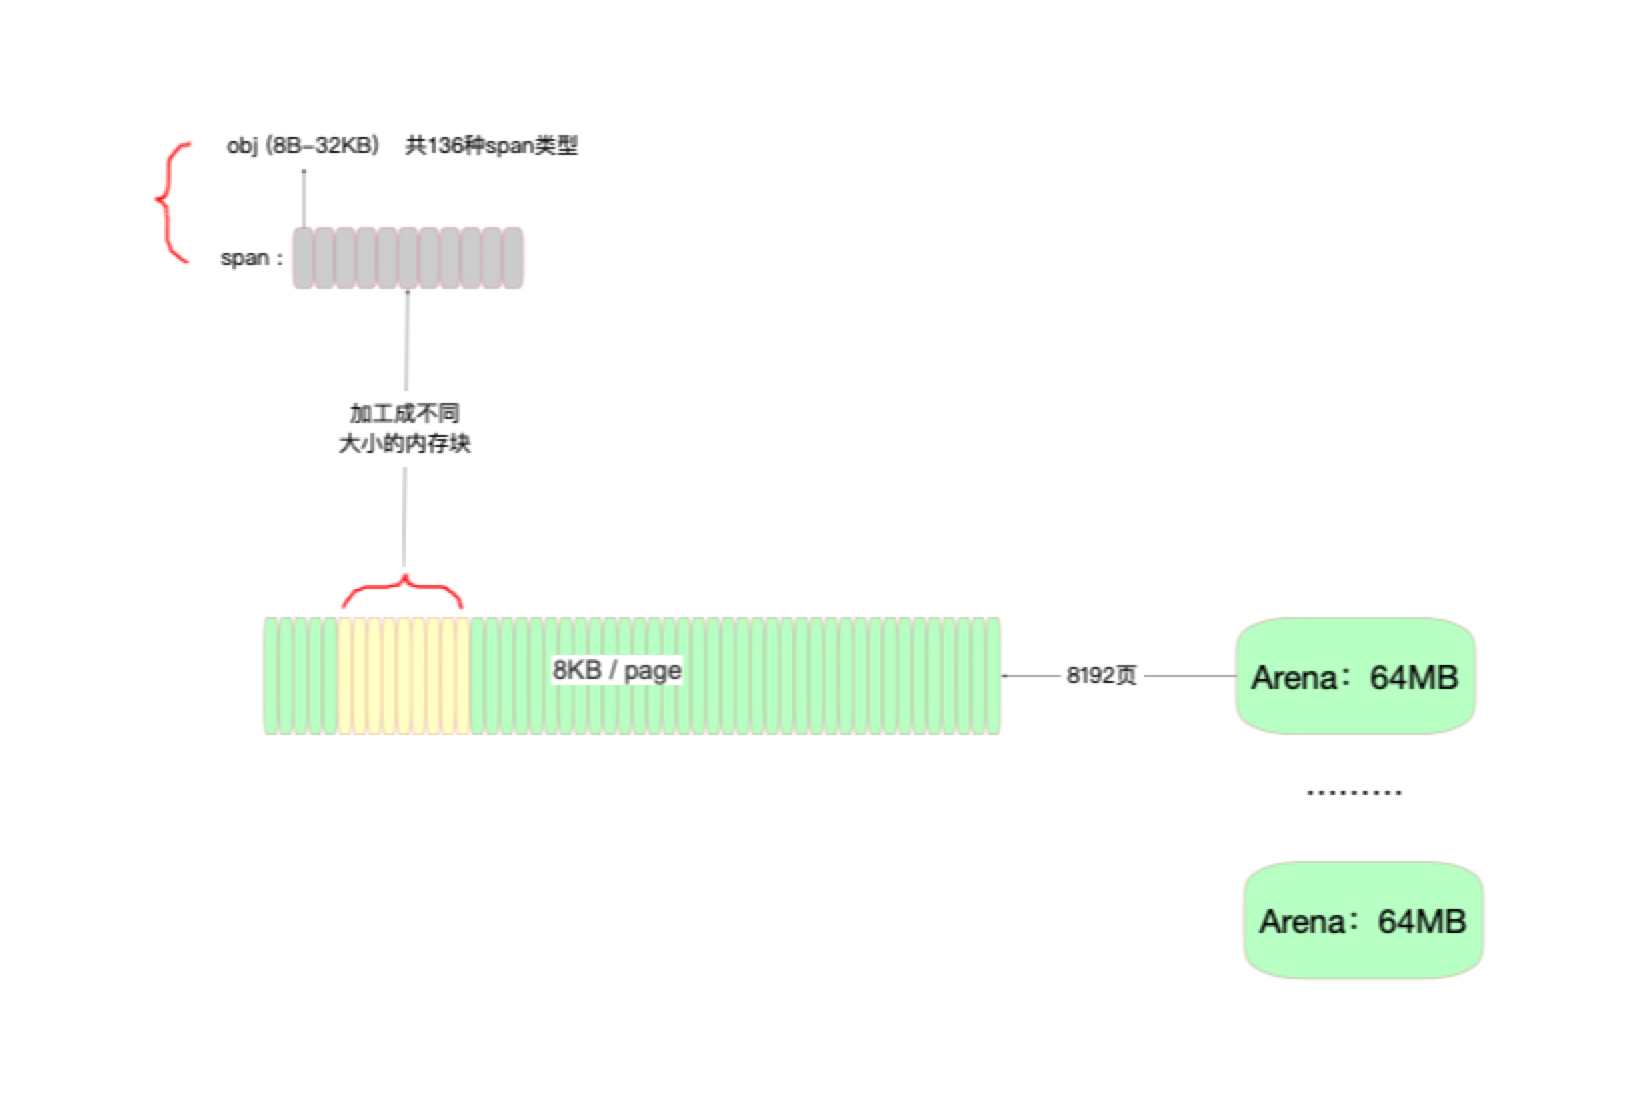 obj (8B-32KB) 共136种span类型
span :
加工成不同
大小的内存块
8KB / page
8192页
Arena：64MB
.........
Arena：64MB